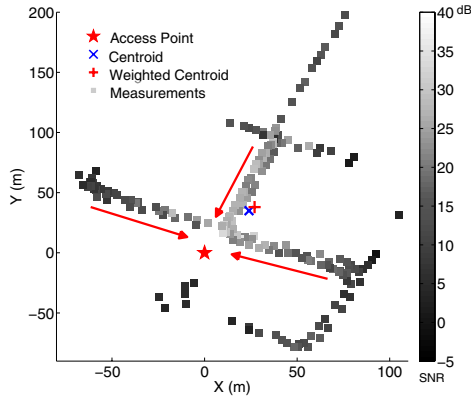 40 dB
200
35
Access Point
Centroid
Weighted Centroid
Measurements
30
150
25
100
20
Y (m)
50
15
10
0
5
−50
0
−50 0 50 100
−5
X (m)
SNR